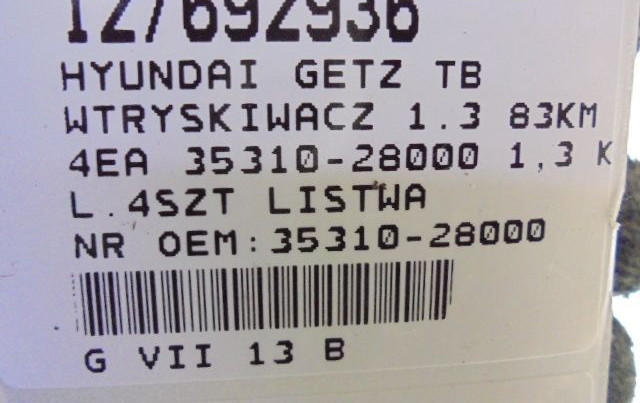 127692936
HYUNDAI GETZ TB
WTRYSKIWACZ 1.3 83KM
4EA 35310-28000 1,3 K
L.4SZT LISTWA
NR OEM:35310-28000
G VII 13 B